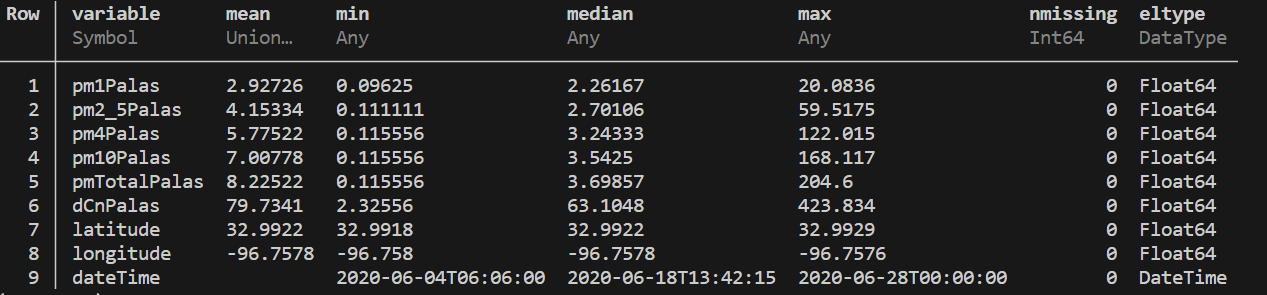 Row variable mean min median max nmissing eltype
Symbol Union… Any Any Any Int64 DataType
1 pm1Palas 2.92726 0.09625 2.26167 20.0836 0 Float64
2 pm2_5Palas 4.15334 0.111111 2.70106 59.5175 0 Float64
3 pm4Palas 5.77522 0.115556 3.24333 122.015 0 Float64
4 pm10Palas 7.00778 0.115556 3.5425 168.117 0 Float64
5 pmTotalPalas 8.22522 0.115556 3.69857 204.6 0 Float64
6 dCnPalas 79.7341 2.32556 63.1048 423.834 0 Float64
7 latitude 32.9922 32.9918 32.9922 32.9929 0 Float64
8 longitude -96.7578 -96.758 -96.7578 -96.7576 0 Float64
9 dateTime 2020-06-04T06:06:00 2020-06-18T13:42:15 2020-06-28T00:00:00 0 DateTime